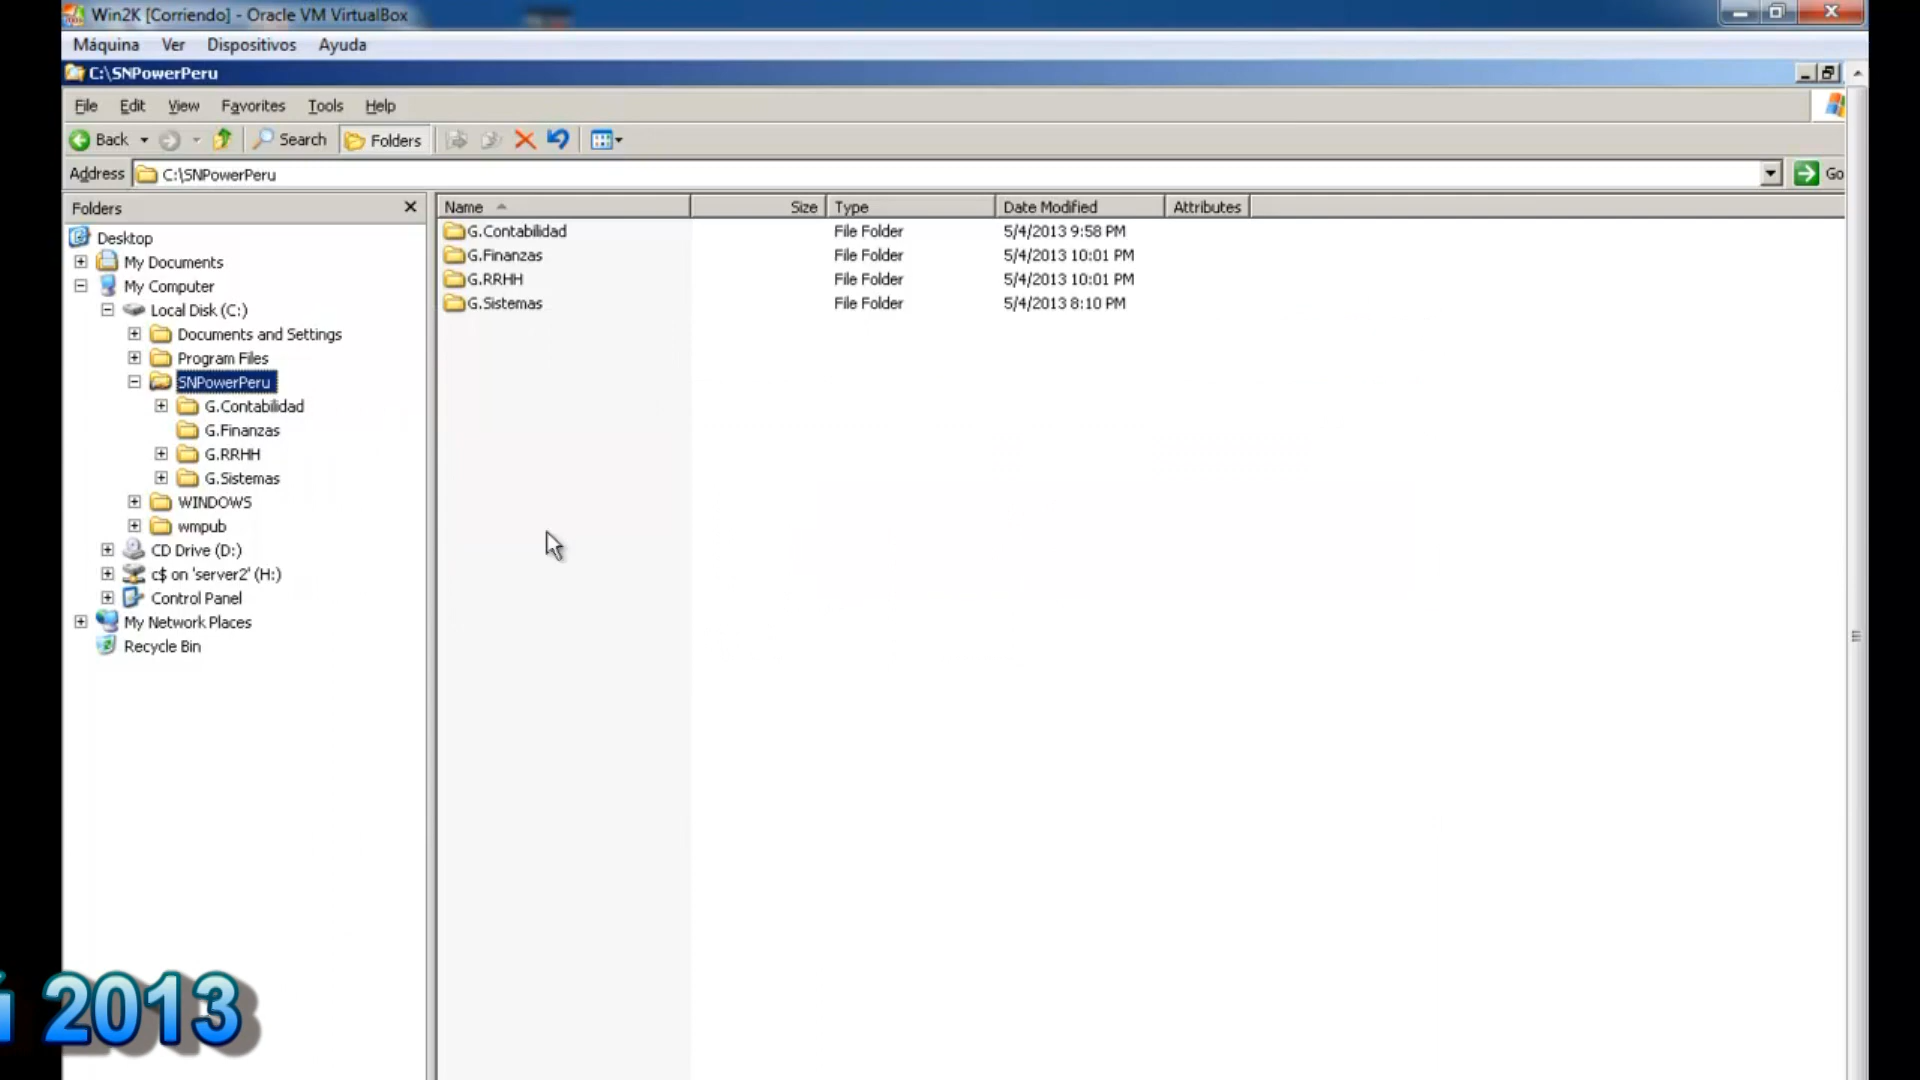 Win2K [Corriendo] - Oracle VM VirtualBox
Máquina Ver Dispositivos Ayuda
C:\SNPowerPeru
File Edit View Favorites Tools Help
Back Search Folders
Address C:\SNPowerPeru Go
Folders
Desktop
My Documents
My Computer
Local Disk (C:)
Documents and Settings
Program Files
SNPowerPeru
G.Contabilidad
G.Finanzas
G.RRHH
G.Sistemas
WINDOWS
wmpub
CD Drive (D:)
c$ on 'server2' (H:)
Control Panel
My Network Places
Recycle Bin
Name Size Type Date Modified Attributes
G.Contabilidad File Folder 5/4/2013 9:58 PM
G.Finanzas File Folder 5/4/2013 10:01 PM
G.RRHH File Folder 5/4/2013 10:01 PM
G.Sistemas File Folder 5/4/2013 8:10 PM
2013